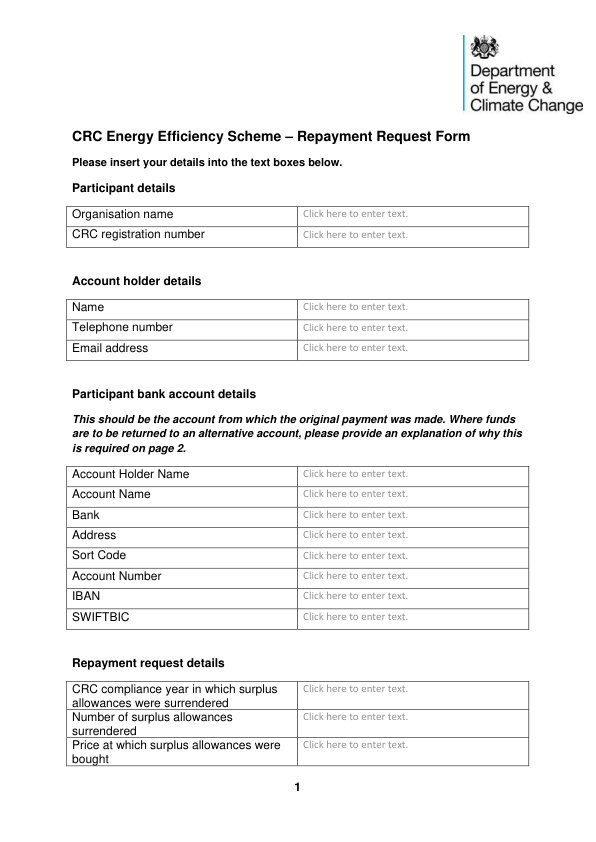 Department
of Energy &
Climate Change
CRC Energy Efficiency Scheme – Repayment Request Form
Please insert your details into the text boxes below.
Participant details
Organisation name Click here to enter text.
CRC registration number Click here to enter text.
Account holder details
Name Click here to enter text.
Telephone number Click here to enter text.
Email address Click here to enter text.
Participant bank account details
This should be the account from which the original payment was made. Where funds
are to be returned to an alternative account, please provide an explanation of why this
is required on page 2.
Account Holder Name Click here to enter text.
Account Name Click here to enter text.
Bank Click here to enter text.
Address Click here to enter text.
Sort Code Click here to enter text.
Account Number Click here to enter text.
IBAN Click here to enter text.
SWIFTBIC Click here to enter text.
Repayment request details
CRC compliance year in which surplus Click here to enter text.
allowances were surrendered
Number of surplus allowances Click here to enter text.
surrendered
Price at which surplus allowances were Click here to enter text.
bought
1